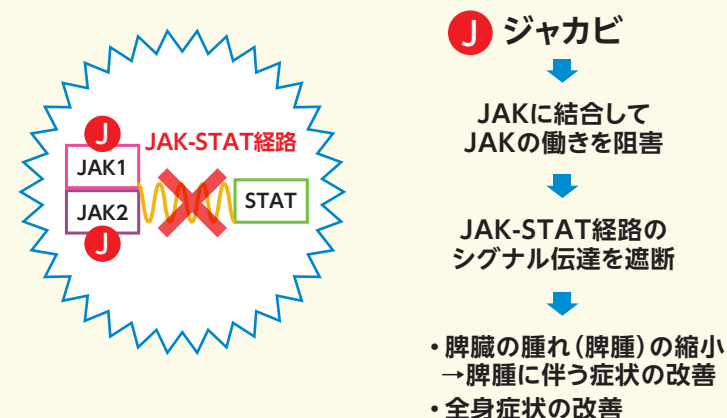 J
JAK-STAT経路
JAK1
JAK2
STAT
J
J ジャカビ
JAKに結合して
JAKの働きを阻害
JAK-STAT経路の
シグナル伝達を遮断
・脾臓の腫れ（脾腫）の縮小
→脾腫に伴う症状の改善
・全身症状の改善